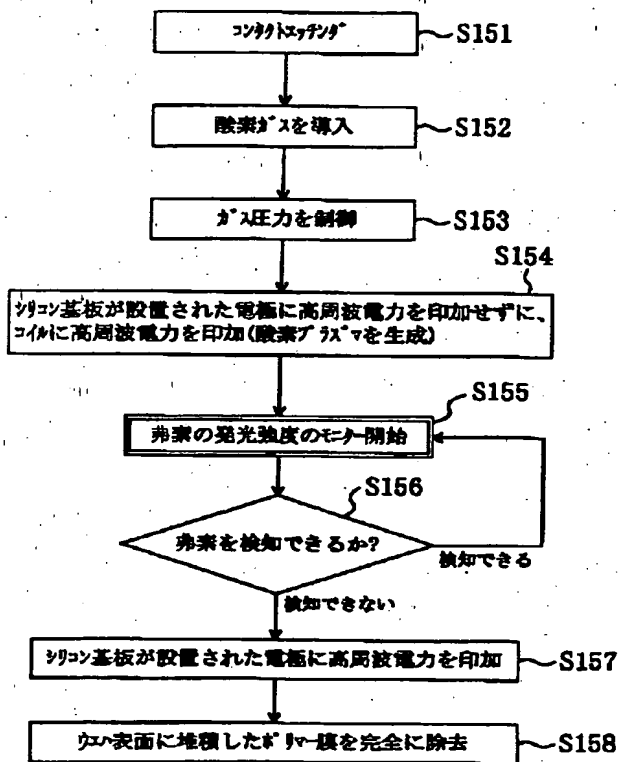 コンタクトエッチング
S151
酸素ガスを導入
S152
ガス圧力を制御
S153
S154
シリコン基板が設置された電極に高周波電力を印加せずに、
コイルに高周波電力を印加(酸素プラズマを生成)
S155
弗素の発光強度のモニター開始
S156
弗素を検知できるか?
検知できる
検知できない
シリコン基板が設置された電極に高周波電力を印加
S157
ウエハ表面に堆積したポリマー膜を完全に除去
S158